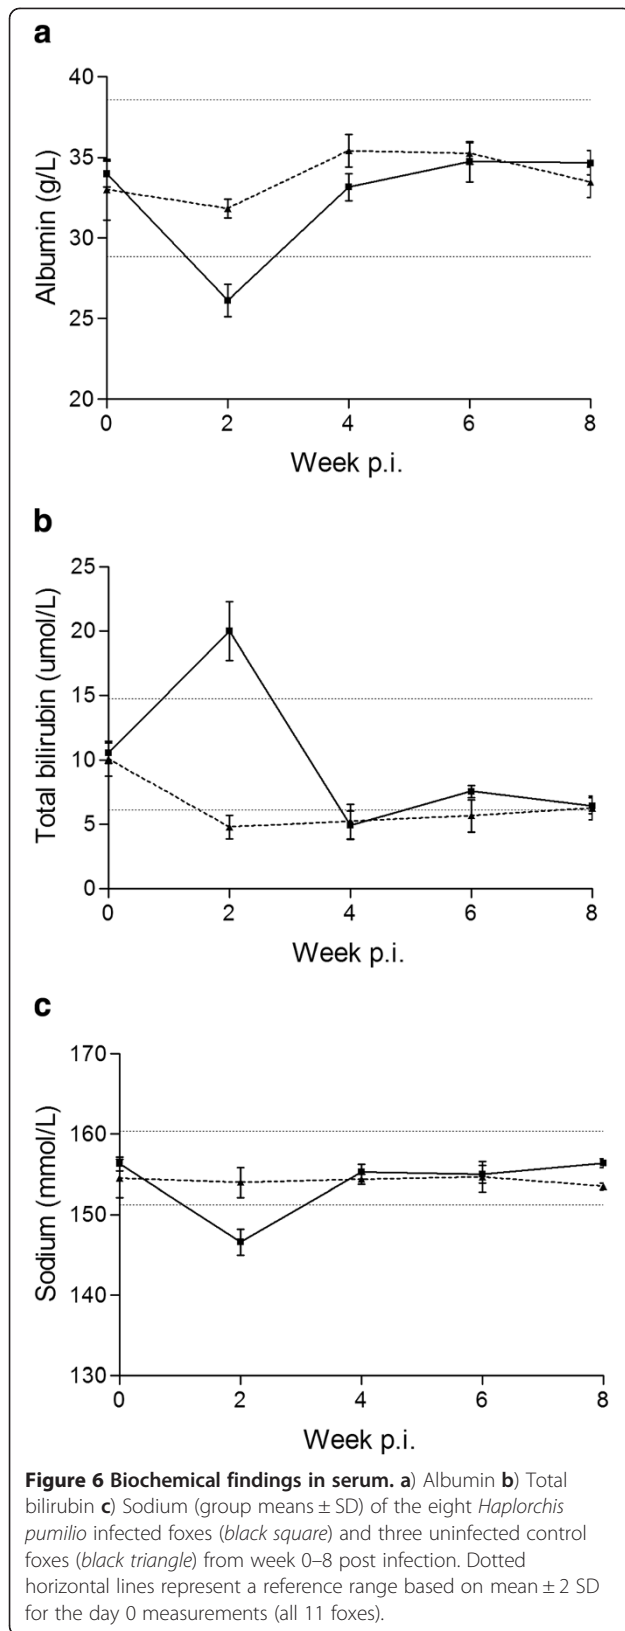 a
40
35
30
25
20
Albumin (g/L)
0 2 4 6 8
Week p.i.
b
25
20
15
10
5
0
Total bilirubin (umol/L)
0 2 4 6 8
Week p.i.
c
170
160
150
140
130
Sodium (mmol/L)
0 2 4 6 8
Week p.i.
Figure 6 Biochemical findings in serum. a) Albumin b) Total
bilirubin c) Sodium (group means ± SD) of the eight Haplorchis
pumilio infected foxes (black square) and three uninfected control
foxes (black triangle) from week 0–8 post infection. Dotted
horizontal lines represent a reference range based on mean ± 2 SD
for the day 0 measurements (all 11 foxes).